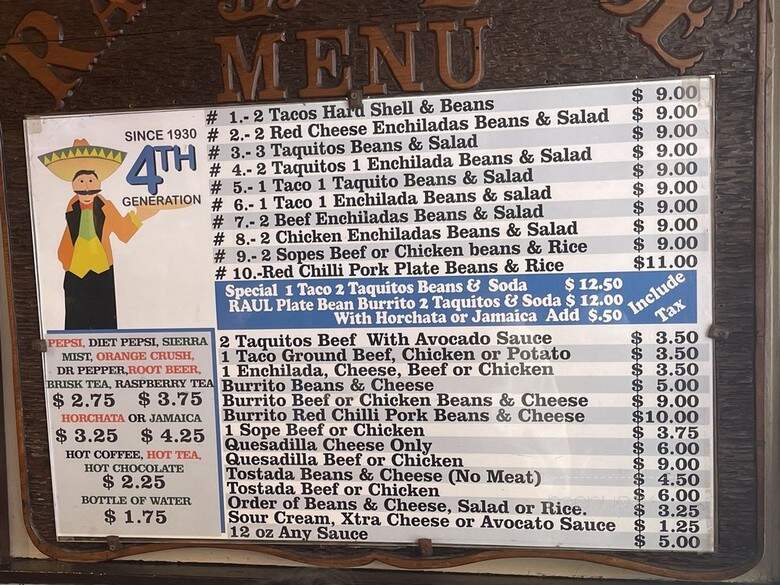 MENU
SINCE 1930
4TH
GENERATION
# 1.- 2 Tacos Hard Shell & Beans $ 9.00
# 2.- 2 Red Cheese Enchiladas Beans & Salad $ 9.00
# 3.- 3 Taquitos Beans & Salad $ 9.00
# 4.- 2 Taquitos 1 Enchilada Beans & Salad $ 9.00
# 5.- 1 Taco 1 Taquito Beans & Salad $ 9.00
# 6.- 1 Taco 1 Enchilada Beans & salad $ 9.00
# 7.- 2 Beef Enchiladas Beans & Salad $ 9.00
# 8.- 2 Chicken Enchiladas Beans & Salad $ 9.00
# 9.- 2 Sopes Beef or Chicken beans & Rice $ 9.00
# 10.-Red Chilli Pork Plate Beans & Rice $11.00
Special 1 Taco 2 Taquitos Beans & Soda $ 12.50
RAUL Plate Bean Burrito 2 Taquitos & Soda $ 12.00
With Horchata or Jamaica Add $.50
Include
Tax
PEPSI, DIET PEPSI, SIERRA
MIST, ORANGE CRUSH,
DR PEPPER,ROOT BEER,
BRISK TEA, RASPBERRY TEA
$ 2.75 $ 3.75
HORCHATA OR JAMAICA
$ 3.25 $ 4.25
HOT COFFEE, HOT TEA,
HOT CHOCOLATE
$ 2.25
BOTTLE OF WATER
$ 1.75
2 Taquitos Beef With Avocado Sauce $ 3.50
1 Taco Ground Beef, Chicken or Potato $ 3.50
1 Enchilada, Cheese, Beef or Chicken $ 3.50
Burrito Beans & Cheese $ 5.00
Burrito Beef or Chicken Beans & Cheese $ 9.00
Burrito Red Chilli Pork Beans & Cheese $10.00
1 Sope Beef or Chicken $ 3.75
Quesadilla Cheese Only $ 6.00
Quesadilla Beef or Chicken $ 9.00
Tostada Beans & Cheese (No Meat) $ 4.50
Tostada Beef or Chicken $ 6.00
Order of Beans & Cheese, Salad or Rice. $ 3.25
Sour Cream, Xtra Cheese or Avocato Sauce $ 1.25
12 oz Any Sauce $ 5.00